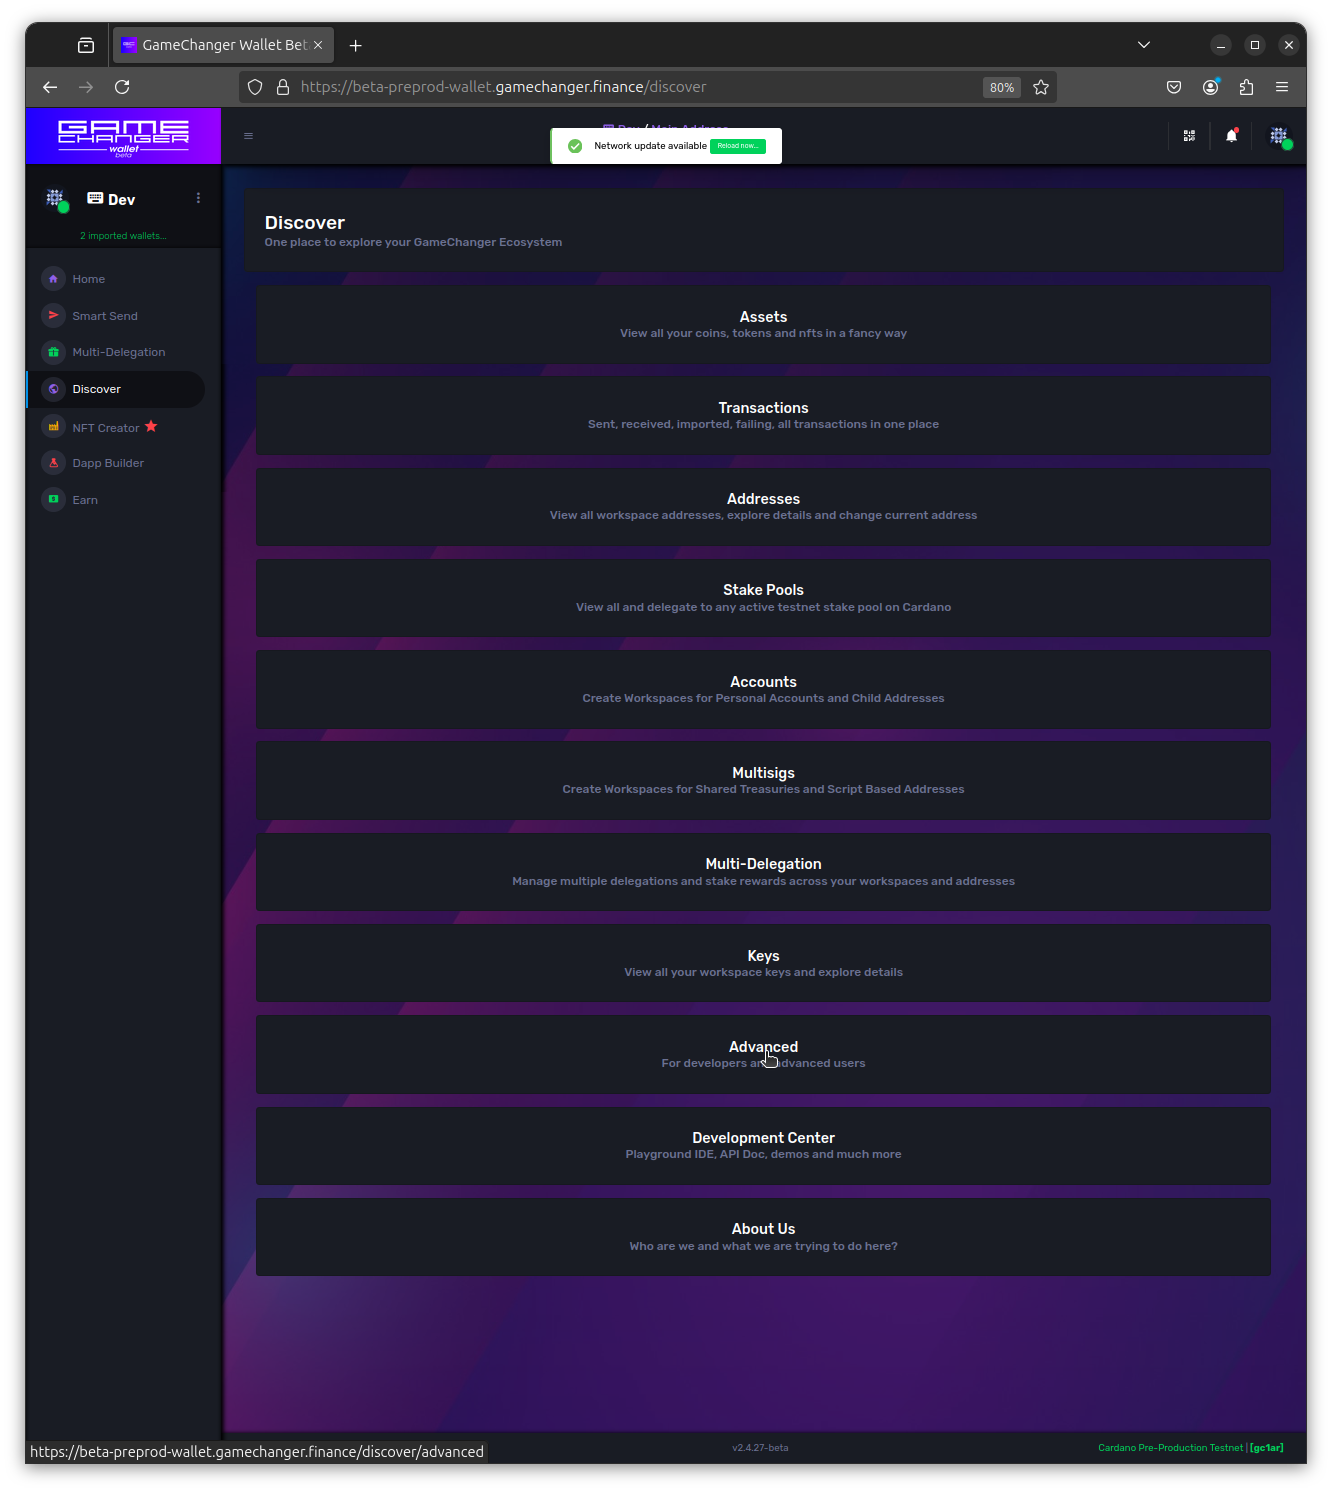 GameChanger Wallet Bet
https://beta-preprod-wallet.gamechanger.finance/discover
80%
GAME
CHANGER
wallet
beta
Dev / Main Address
Network update available
Reload now...
Dev
2 imported wallets...
Home
Smart Send
Multi-Delegation
Discover
NFT Creator
Dapp Builder
Earn
Discover
One place to explore your GameChanger Ecosystem
Assets
View all your coins, tokens and nfts in a fancy way
Transactions
Sent, received, imported, failing, all transactions in one place
Addresses
View all workspace addresses, explore details and change current address
Stake Pools
View all and delegate to any active testnet stake pool on Cardano
Accounts
Create Workspaces for Personal Accounts and Child Addresses
Multisigs
Create Workspaces for Shared Treasuries and Script Based Addresses
Multi-Delegation
Manage multiple delegations and stake rewards across your workspaces and addresses
Keys
View all your workspace keys and explore details
Advanced
For developers and advanced users
Development Center
Playground IDE, API Doc, demos and much more
About Us
Who are we and what we are trying to do here?
https://beta-preprod-wallet.gamechanger.finance/discover/advanced
v2.4.27-beta
Cardano Pre-Production Testnet | [gc1ar]